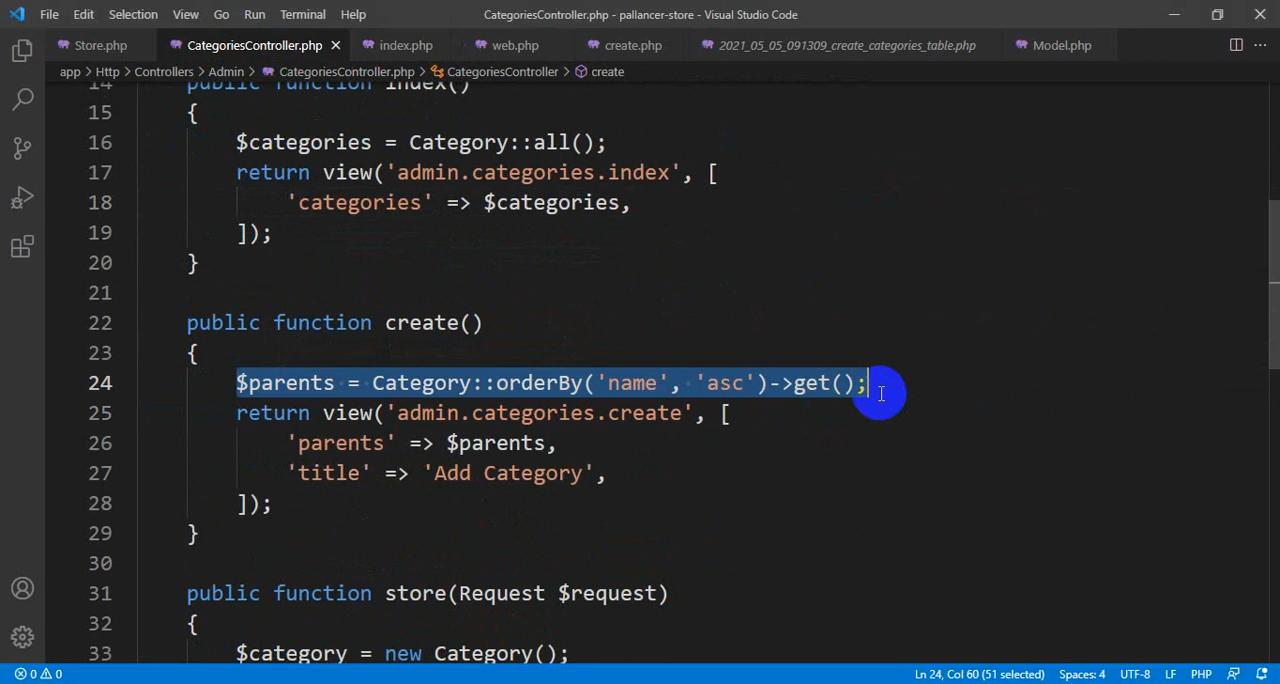 File Edit Selection View Go Run Terminal Help CategoriesController.php - pallancer-store - Visual Studio Code
Store.php CategoriesController.php index.php web.php create.php 2021_05_05_091309_create_categories_table.php Model.php
app > Http > Controllers > Admin > CategoriesController.php > CategoriesController > create
14 public function index()
15 {
16 $categories = Category::all();
17 return view('admin.categories.index', [
18 'categories' => $categories,
19 ]);
20 }
21
22 public function create()
23 {
24 $parents = Category::orderBy('name', 'asc')->get();
25 return view('admin.categories.create', [
26 'parents' => $parents,
27 'title' => 'Add Category',
28 ]);
29 }
30
31 public function store(Request $request)
32 {
33 $category = new Category();
0 0 Ln 24, Col 60 (51 selected) Spaces: 4 UTF-8 LF PHP